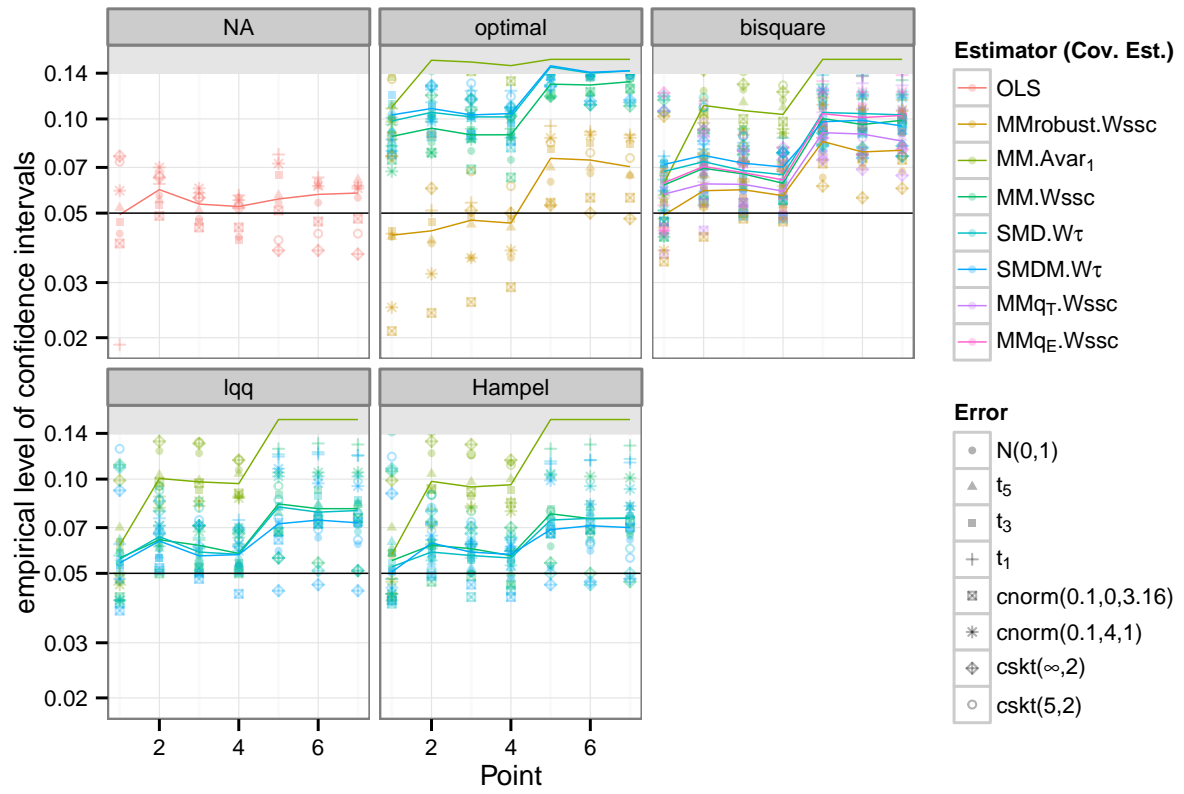 NA
optimal
bisquare
0.14
0.10
0.07
0.05
0.03
0.02
lqq
Hampel
0.14
0.10
0.07
0.05
0.03
0.02
2 4 6
2 4 6
Point
empirical level of confidence intervals
Estimator (Cov. Est.)
OLS
MMrobust.Wssc
MM.Avar₁
MM.Wssc
SMD.Wτ
SMDM.Wτ
MMq_T.Wssc
MMq_E.Wssc
Error
N(0,1)
t₅
t₃
t₁
cnorm(0.1,0,3.16)
cnorm(0.1,4,1)
cskt(∞,2)
cskt(5,2)